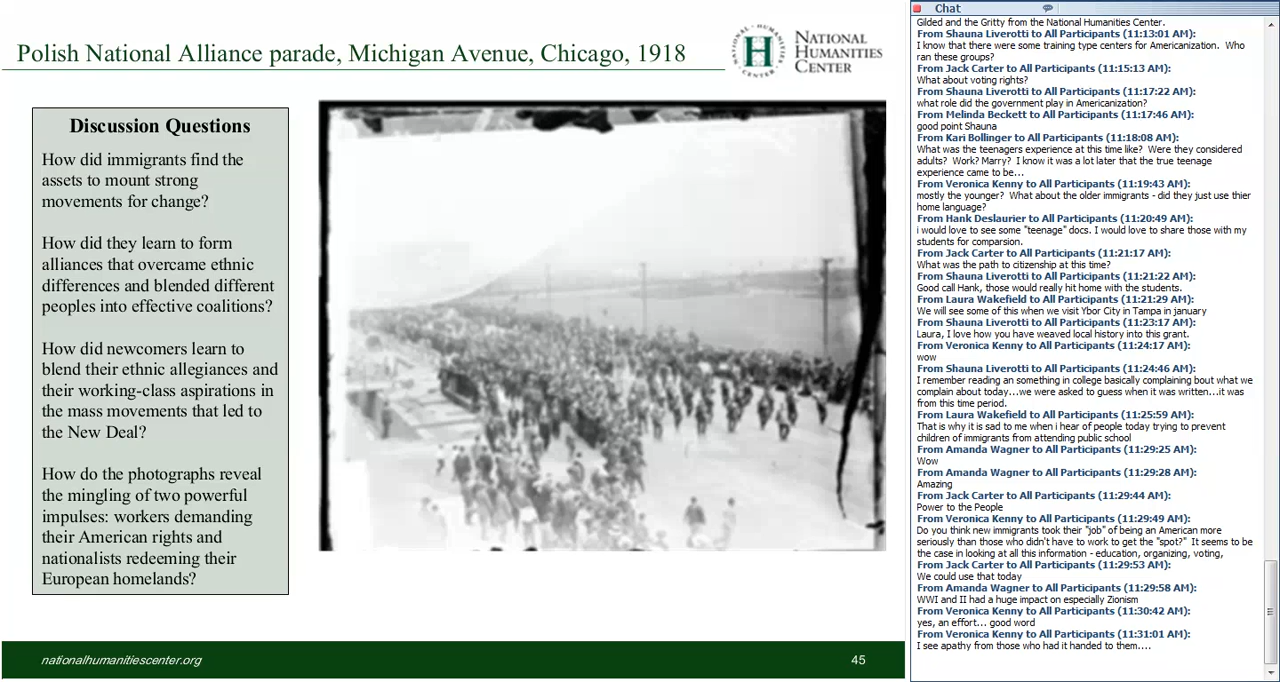 Polish National Alliance parade, Michigan Avenue, Chicago, 1918
NATIONAL
HUMANITIES
CENTER
Discussion Questions
How did immigrants find the
assets to mount strong
movements for change?
How did they learn to form
alliances that overcame ethnic
differences and blended different
peoples into effective coalitions?
How did newcomers learn to
blend their ethnic allegiances and
their working-class aspirations in
the mass movements that led to
the New Deal?
How do the photographs reveal
the mingling of two powerful
impulses: workers demanding
their American rights and
nationalists redeeming their
European homelands?
nationalhumanitiescenter.org
45
Chat
Gilded and the Gritty from the National Humanities Center.
From Shauna Liverotti to All Participants (11:13:01 AM):
I know that there were some training type centers for Americanization. Who
ran these groups?
From Jack Carter to All Participants (11:15:13 AM):
What about voting rights?
From Shauna Liverotti to All Participants (11:17:22 AM):
what role did the government play in Americanization?
From Melinda Beckett to All Participants (11:17:46 AM):
good point Shauna
From Kari Bollinger to All Participants (11:18:08 AM):
What was the teenagers experience at this time like? Were they considered
adults? Work? Marry? I know it was a lot later that the true teenage
experience came to be...
From Veronica Kenny to All Participants (11:19:43 AM):
mostly the younger? What about the older immigrants - did they just use thier
home language?
From Hank Deslaurier to All Participants (11:20:49 AM):
i would love to see some "teenage" docs. I would love to share those with my
students for comparsion.
From Jack Carter to All Participants (11:21:17 AM):
What was the path to citizenship at this time?
From Shauna Liverotti to All Participants (11:21:22 AM):
Good call Hank, those would really hit home with the students.
From Laura Wakefield to All Participants (11:21:29 AM):
We will see some of this when we visit Ybor City in Tampa in january
From Shauna Liverotti to All Participants (11:23:17 AM):
Laura, I love how you have weaved local history into this grant.
From Veronica Kenny to All Participants (11:24:17 AM):
wow
From Shauna Liverotti to All Participants (11:24:46 AM):
I remember reading an something in college basically complaining bout what we
complain about today...we were asked to guess when it was written...it was
from this time period.
From Laura Wakefield to All Participants (11:25:59 AM):
That is why it is sad to me when i hear of people today trying to prevent
children of immigrants from attending public school
From Amanda Wagner to All Participants (11:29:25 AM):
Wow
From Amanda Wagner to All Participants (11:29:28 AM):
Amazing
From Jack Carter to All Participants (11:29:44 AM):
Power to the People
From Veronica Kenny to All Participants (11:29:49 AM):
Do you think new immigrants took their "job" of being an American more
seriously than those who didn't have to work to get the "spot?" It seems to be
the case in looking at all this information - education, organizing, voting,
From Jack Carter to All Participants (11:29:53 AM):
We could use that today
From Amanda Wagner to All Participants (11:29:58 AM):
WWI and II had a huge impact on especially Zionism
From Veronica Kenny to All Participants (11:30:42 AM):
yes, an effort... good word
From Veronica Kenny to All Participants (11:31:01 AM):
I see apathy from those who had it handed to them....